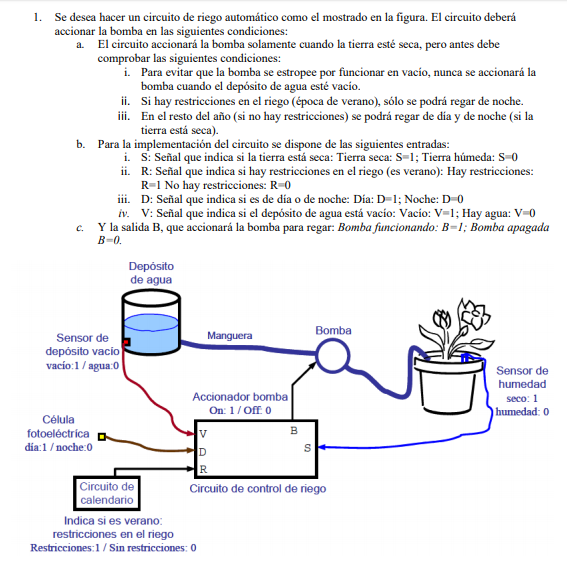 1. Se desea hacer un circuito de riego automático como el mostrado en la figura. El circuito deberá
accionar la bomba en las siguientes condiciones:
a. El circuito accionará la bomba solamente cuando la tierra esté seca, pero antes debe
comprobar las siguientes condiciones:
i. Para evitar que la bomba se estropee por funcionar en vacío, nunca se accionará la
bomba cuando el depósito de agua esté vacío.
ii. Si hay restricciones en el riego (época de verano), sólo se podrá regar de noche.
iii. En el resto del año (si no hay restricciones) se podrá regar de día y de noche (si la
tierra está seca).
b. Para la implementación del circuito se dispone de las siguientes entradas:
i. S: Señal que indica si la tierra está seca: Tierra seca: S=1; Tierra húmeda: S=0
ii. R: Señal que indica si hay restricciones en el riego (es verano): Hay restricciones:
R=1 No hay restricciones: R=0
iii. D: Señal que indica si es de día o de noche: Día: D=1; Noche: D=0
iv. V: Señal que indica si el depósito de agua está vacío: Vacío: V=1; Hay agua: V=0
c. Y la salida B, que accionará la bomba para regar: Bomba funcionando: B=1; Bomba apagada
B=0.
Depósito
de agua
Sensor de
depósito vacío
vacío:1 / agua:0
Manguera
Bomba
Sensor de
humedad
seco: 1
humedad: 0
Accionador bomba
On: 1 / Off: 0
Célula
fotoeléctrica
día:1 / noche:0
V
B
D
S
R
Circuito de
calendario
Circuito de control de riego
Indica si es verano:
restricciones en el riego
Restricciones:1 / Sin restricciones: 0